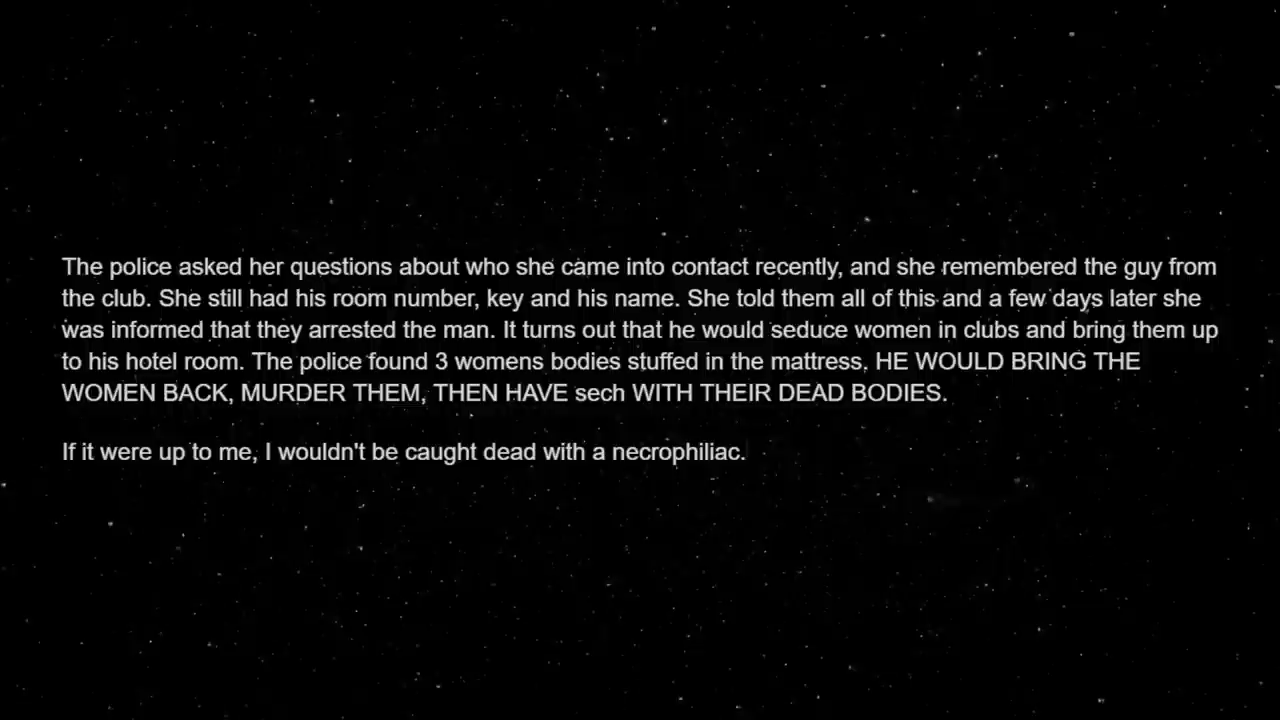 The police asked her questions about who she came into contact recently, and she remembered the guy from
the club. She still had his room number, key and his name. She told them all of this and a few days later she
was informed that they arrested the man. It turns out that he would seduce women in clubs and bring them up
to his hotel room. The police found 3 womens bodies stuffed in the mattress. HE WOULD BRING THE
WOMEN BACK, MURDER THEM, THEN HAVE sech WITH THEIR DEAD BODIES.
If it were up to me, I wouldn't be caught dead with a necrophiliac.